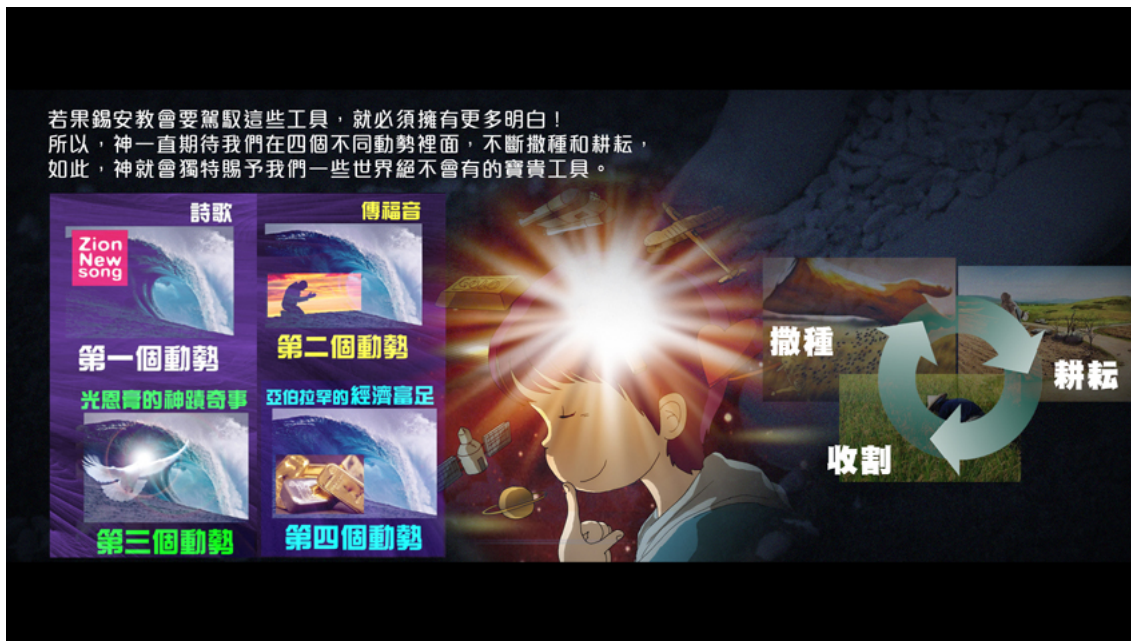 若果錫安教會要駕馭這些工具，就必須擁有更多明白！
所以，神一直期待我們在四個不同動勢裡面，不斷撒種和耕耘，
如此，神就會獨特賜予我們一些世界絕不會有的寶貴工具。
詩歌
Zion
New
song
第一個動勢
傳福音
第二個動勢
光恩膏的神蹟奇事
第三個動勢
亞伯拉罕的經濟富足
第四個動勢
撒種
耕耘
收割